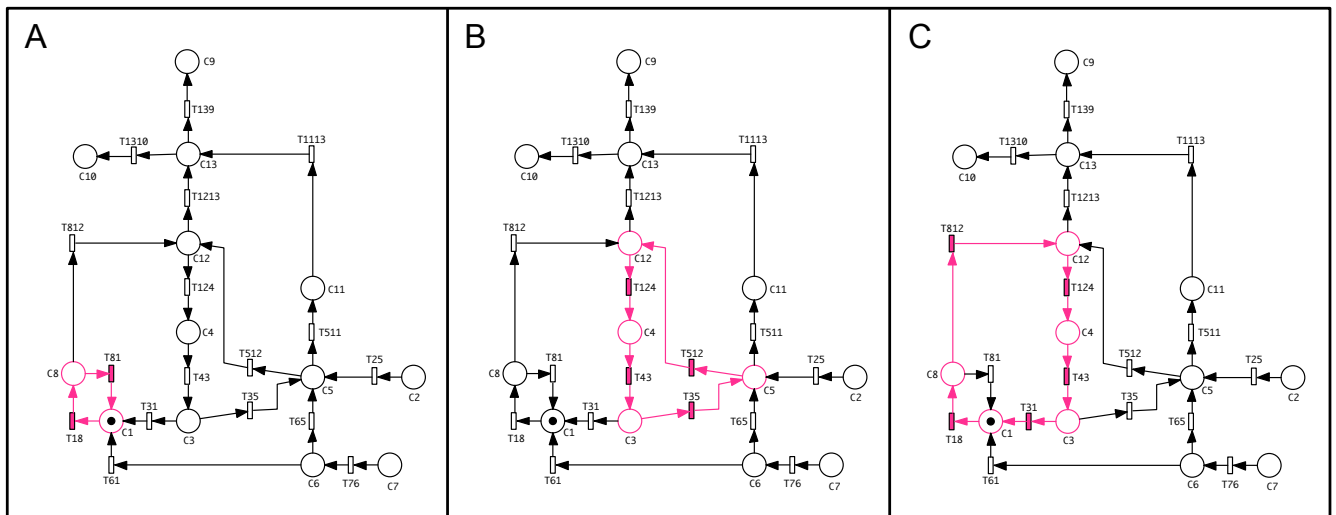 A
C9
T139
T1310
T1113
C10
C13
T1213
T812
C12
T124
C11
C4
T511
T81
T512
T25
C8
T43
C5
C2
T35
T31
T65
T18
C1
C3
T61
C6
T76
C7
B
C9
T139
T1310
T1113
C10
C13
T1213
T812
C12
T124
C11
C4
T511
T81
T512
T25
C8
T43
C5
C2
T35
T31
T65
T18
C1
C3
T61
C6
T76
C7
C
C9
T139
T1310
T1113
C10
C13
T1213
T812
C12
T124
C11
C4
T511
T81
T512
T25
C8
T43
C5
C2
T35
T31
T65
T18
C1
C3
T61
C6
T76
C7